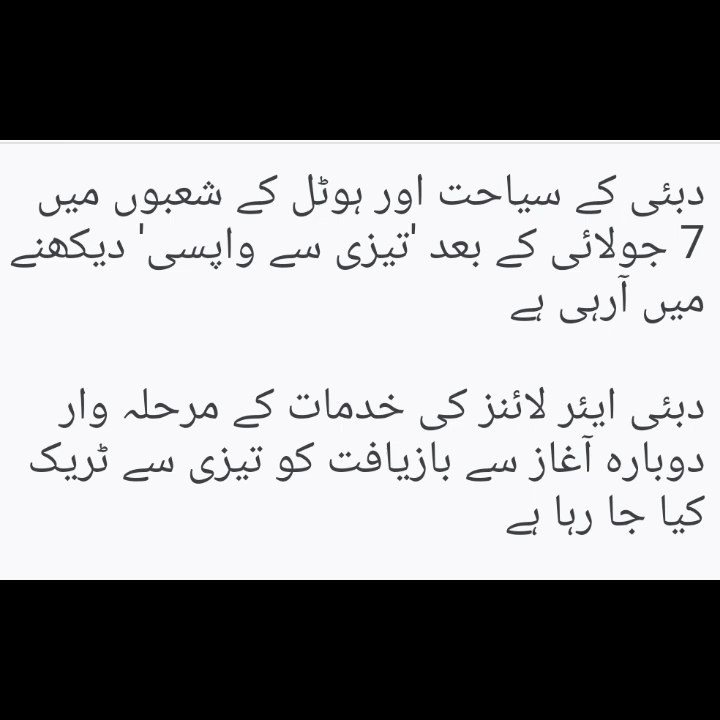 دبئی کے سیاحت اور ہوٹل کے شعبوں میں
7 جولائی کے بعد 'تیزی سے واپسی' دیکھنے
میں آرہی ہے
دبئی ایئر لائنز کی خدمات کے مرحلہ وار
دوبارہ آغاز سے بازیافت کو تیزی سے ٹریک
کیا جا رہا ہے